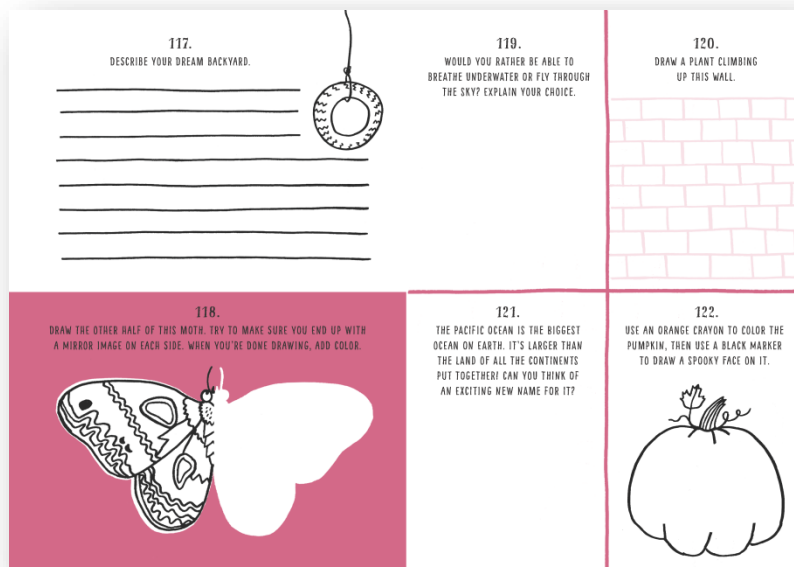 117.
DESCRIBE YOUR DREAM BACKYARD.
118.
DRAW THE OTHER HALF OF THIS MOTH. TRY TO MAKE SURE YOU END UP WITH
A MIRROR IMAGE ON EACH SIDE. WHEN YOU'RE DONE DRAWING, ADD COLOR.
119.
WOULD YOU RATHER BE ABLE TO
BREATHE UNDERWATER OR FLY THROUGH
THE SKY? EXPLAIN YOUR CHOICE.
120.
DRAW A PLANT CLIMBING
UP THIS WALL.
121.
THE PACIFIC OCEAN IS THE BIGGEST
OCEAN ON EARTH. IT'S LARGER THAN
THE LAND OF ALL THE CONTINENTS
PUT TOGETHER! CAN YOU THINK OF
AN EXCITING NEW NAME FOR IT?
122.
USE AN ORANGE CRAYON TO COLOR THE
PUMPKIN, THEN USE A BLACK MARKER
TO DRAW A SPOOKY FACE ON IT.